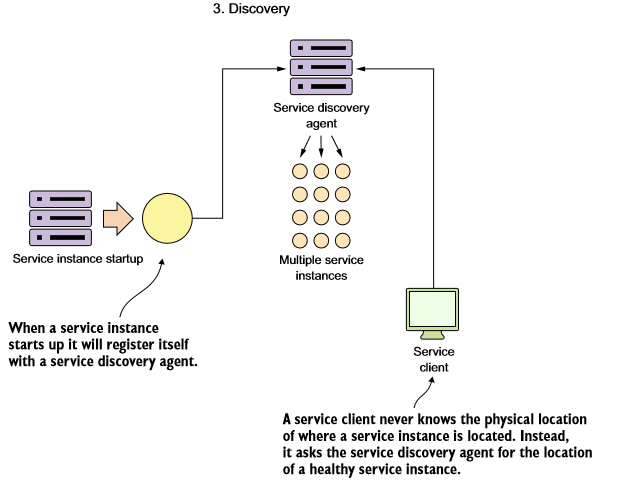 3. Discovery
Service discovery
agent
Service instance startup
Multiple service
instances
When a service instance
starts up it will register itself
with a service discovery agent.
Service
client
A service client never knows the physical location
of where a service instance is located. Instead,
it asks the service discovery agent for the location
of a healthy service instance.